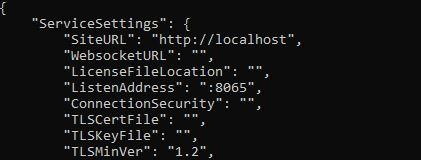 {
    "ServiceSettings": {
        "SiteURL": "http://localhost",
        "WebsocketURL": "",
        "LicenseFileLocation": "",
        "ListenAddress": ":8065",
        "ConnectionSecurity": "",
        "TLSCertFile": "",
        "TLSKeyFile": "",
        "TLSMinVer": "1.2",